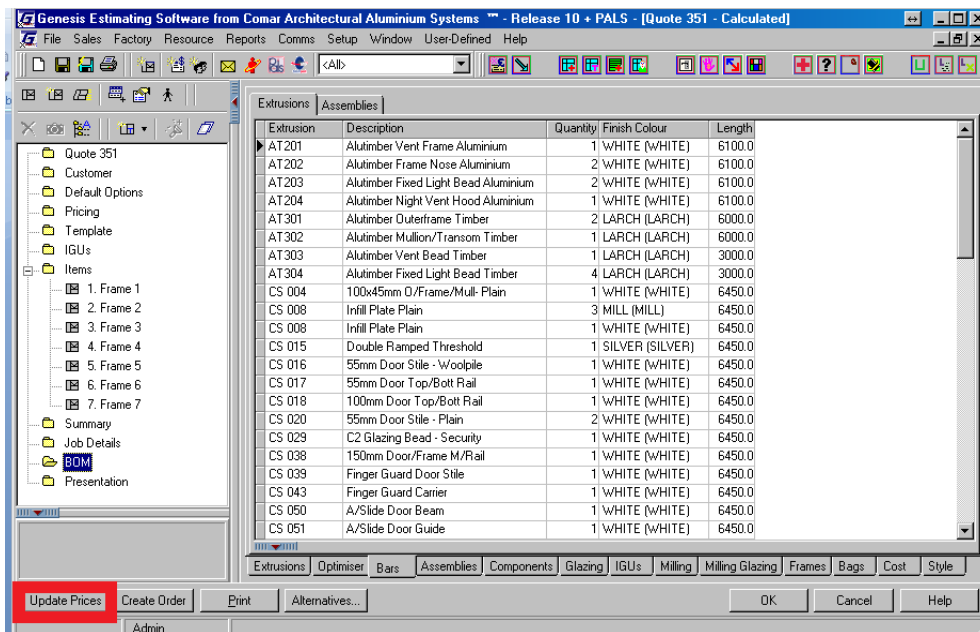 Genesis Estimating Software from Comar Architectural Aluminium Systems ™ - Release 10 + PALS - [Quote 351 - Calculated]
File Sales Factory Resource Reports Comms Setup Window User-Defined Help
<All>
Extrusions Assemblies
Quote 351
Customer
Default Options
Pricing
Template
IGUs
Items
1. Frame 1
2. Frame 2
3. Frame 3
4. Frame 4
5. Frame 5
6. Frame 6
7. Frame 7
Summary
Job Details
BOM
Presentation
Extrusion Description Quantity Finish Colour Length
AT201 Alutimber Vent Frame Aluminium 1 WHITE (WHITE) 6100.0
AT202 Alutimber Frame Nose Aluminium 2 WHITE (WHITE) 6100.0
AT203 Alutimber Fixed Light Bead Aluminium 2 WHITE (WHITE) 6100.0
AT204 Alutimber Night Vent Hood Aluminium 1 WHITE (WHITE) 6100.0
AT301 Alutimber Outerframe Timber 2 LARCH (LARCH) 6000.0
AT302 Alutimber Mullion/Transom Timber 1 LARCH (LARCH) 6000.0
AT303 Alutimber Vent Bead Timber 1 LARCH (LARCH) 3000.0
AT304 Alutimber Fixed Light Bead Timber 4 LARCH (LARCH) 3000.0
CS 004 100x45mm O/Frame/Mull- Plain 1 WHITE (WHITE) 6450.0
CS 008 Infill Plate Plain 3 MILL (MILL) 6450.0
CS 008 Infill Plate Plain 1 WHITE (WHITE) 6450.0
CS 015 Double Ramped Threshold 1 SILVER (SILVER) 6450.0
CS 016 55mm Door Stile - Woolpile 1 WHITE (WHITE) 6450.0
CS 017 55mm Door Top/Bott Rail 1 WHITE (WHITE) 6450.0
CS 018 100mm Door Top/Bott Rail 1 WHITE (WHITE) 6450.0
CS 020 55mm Door Stile - Plain 2 WHITE (WHITE) 6450.0
CS 029 C2 Glazing Bead - Security 1 WHITE (WHITE) 6450.0
CS 038 150mm Door/Frame M/Rail 1 WHITE (WHITE) 6450.0
CS 039 Finger Guard Door Stile 1 WHITE (WHITE) 6450.0
CS 043 Finger Guard Carrier 1 WHITE (WHITE) 6450.0
CS 050 A/Slide Door Beam 1 WHITE (WHITE) 6450.0
CS 051 A/Slide Door Guide 1 WHITE (WHITE) 6450.0
Extrusions Optimiser Bars Assemblies Components Glazing IGUs Milling Milling Glazing Frames Bags Cost Style
Update Prices Create Order Print Alternatives... OK Cancel Help
Admin